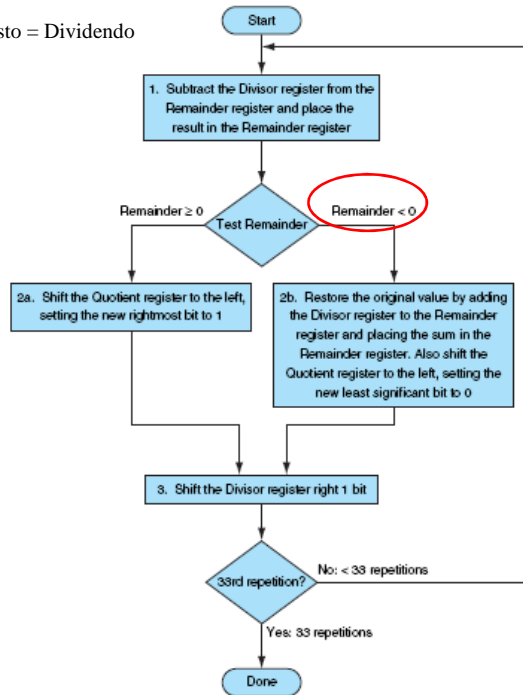 Start
sto = Dividendo
1. Subtract the Divisor register from the
Remainder register and place the
result in the Remainder register
Remainder ≥ 0
Remainder < 0
Test Remainder
2a. Shift the Quotient register to the left,
setting the new rightmost bit to 1
2b. Restore the original value by adding
the Divisor register to the Remainder
register and placing the sum in the
Remainder register. Also shift the
Quotient register to the left, setting the
new least significant bit to 0
3. Shift the Divisor register right 1 bit
33rd repetition?
No: < 33 repetitions
Yes: 33 repetitions
Done